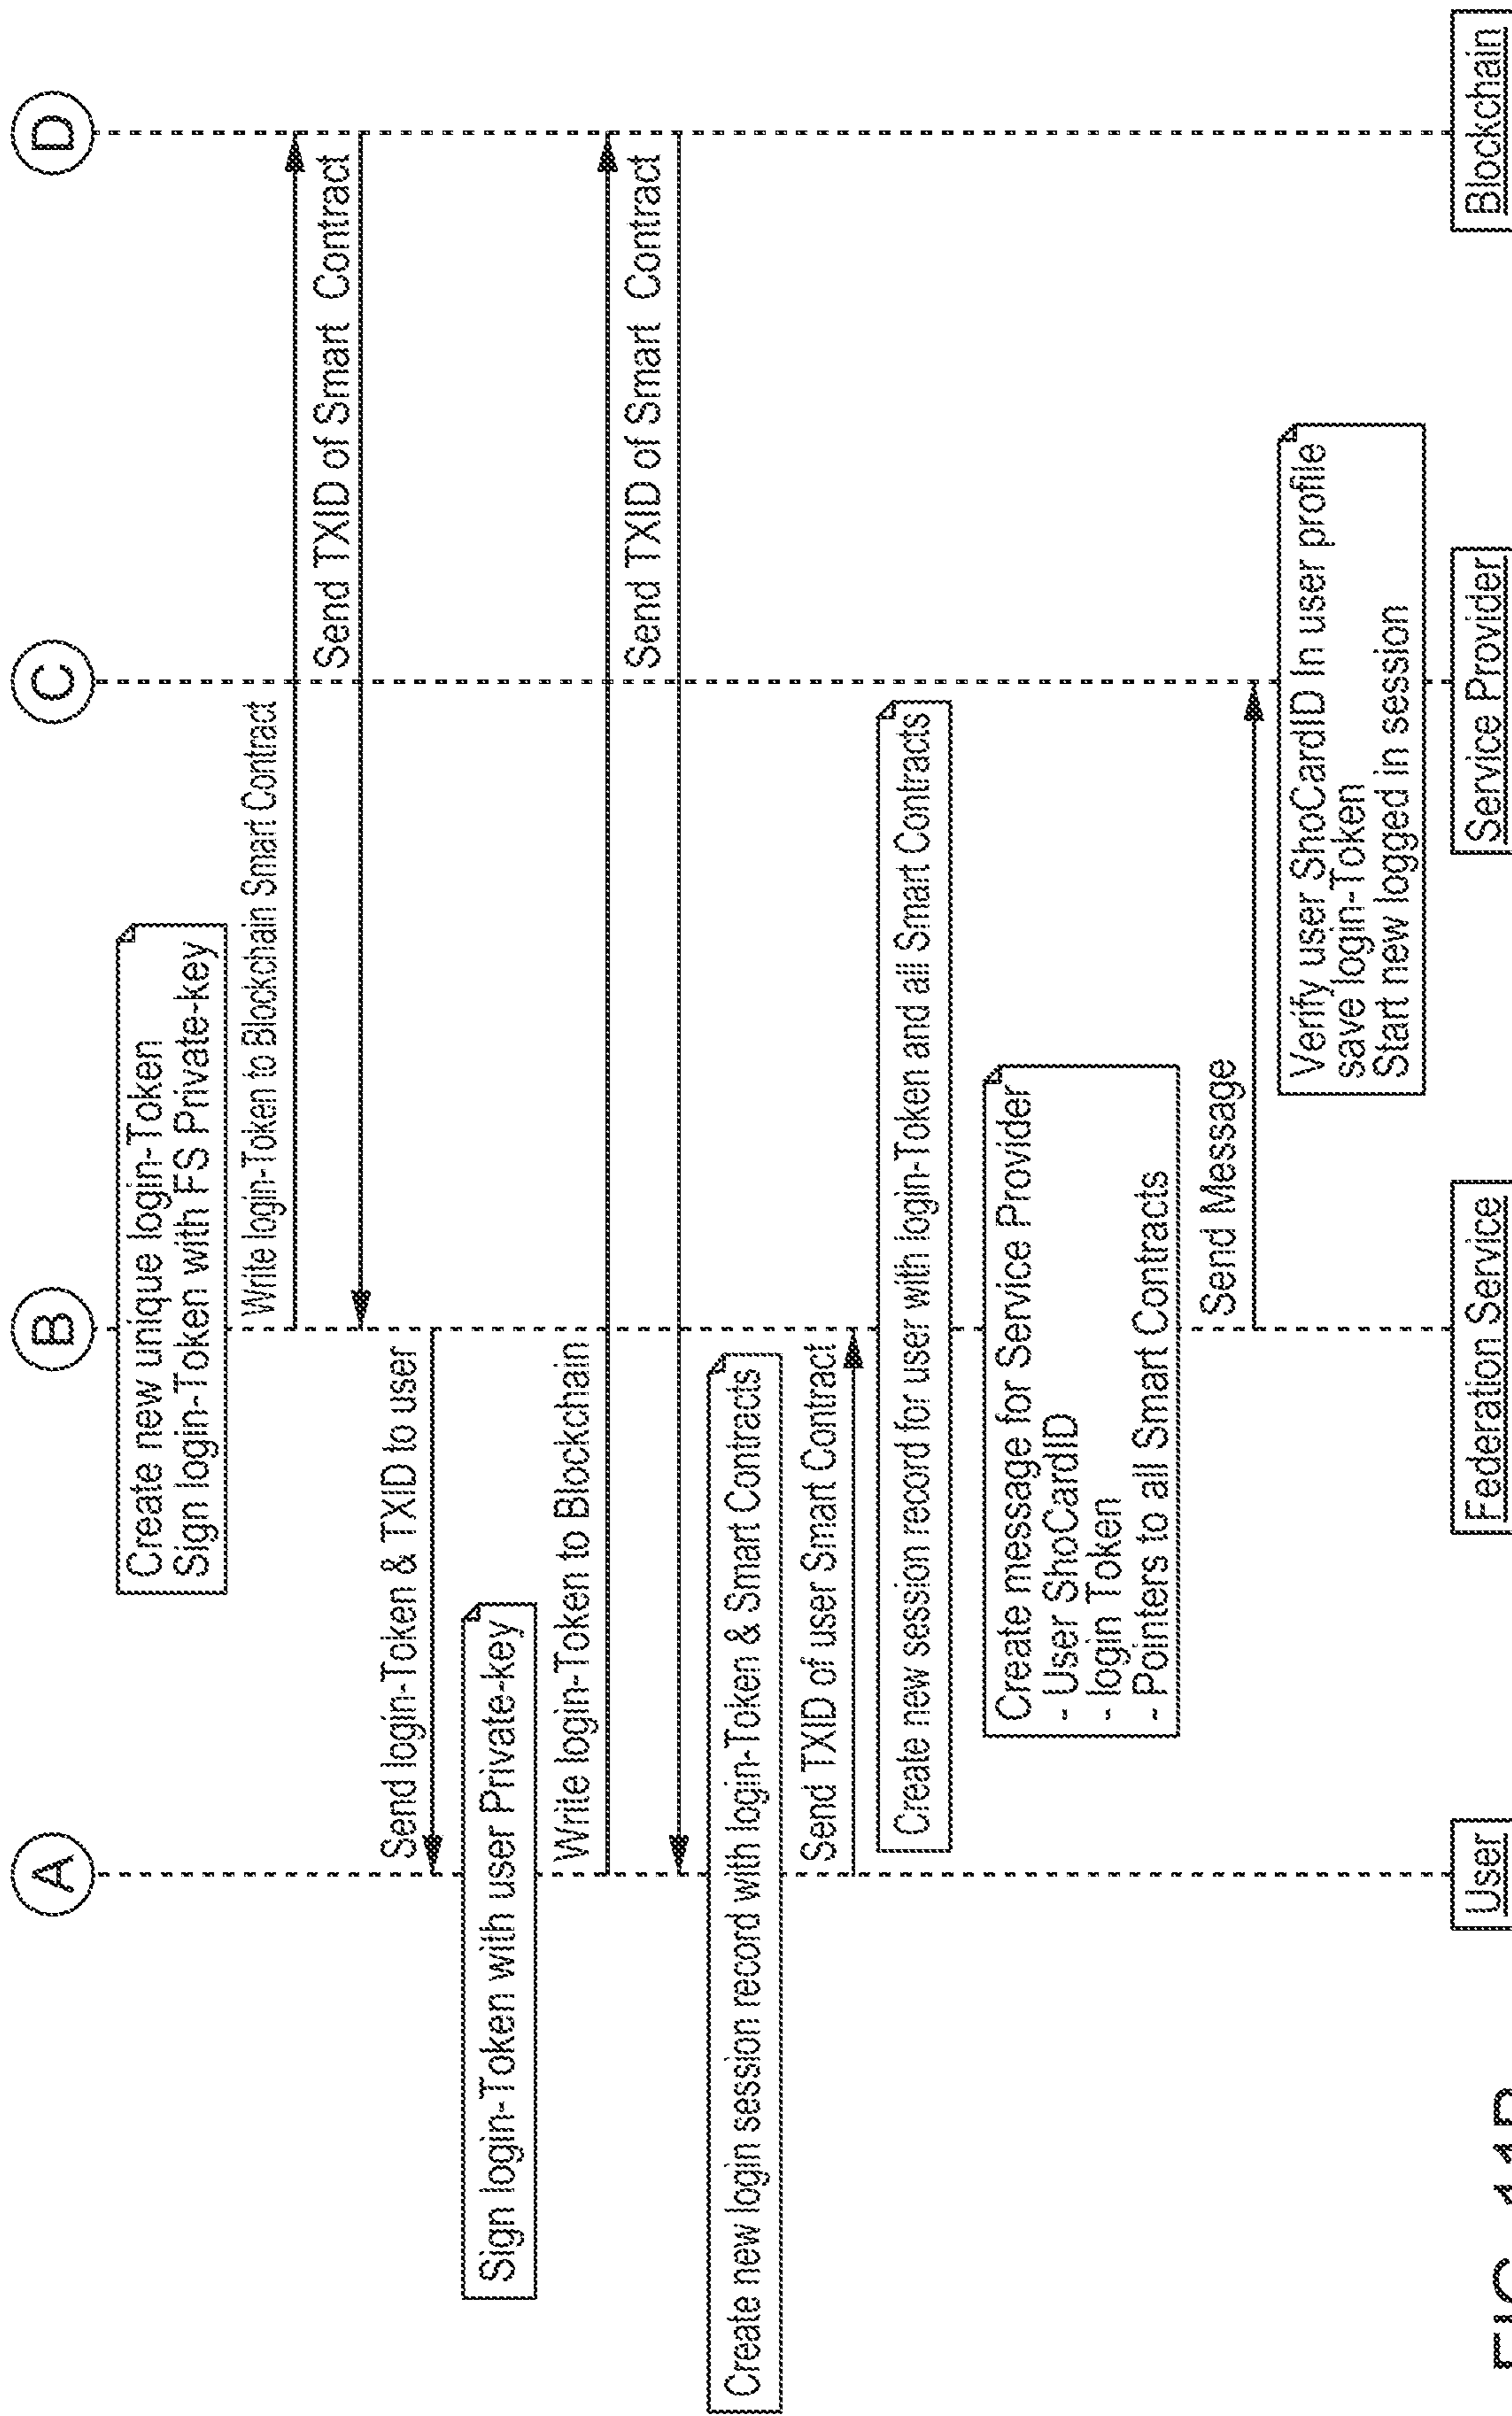 A
B
C
D
Create new unique login-Token
Sign login-Token with FS Private-key
Write login-Token to Blockchain Smart Contract
Send TXID of Smart Contract
Send login-Token & TXID to user
Sign login-Token with user Private-key
Write login-Token to Blockchain
Send TXID of Smart Contract
Create new login session record with login-Token & Smart Contracts
Send TXID of user Smart Contract
Create new session record for user with login-Token and all Smart Contracts
Create message for Service Provider
- User ShoCardID
- login Token
- Pointers to all Smart Contracts
Send Message
Verify user ShoCardID In user profile
save login-Token
Start new logged in session
User
Federation Service
Service Provider
Blockchain